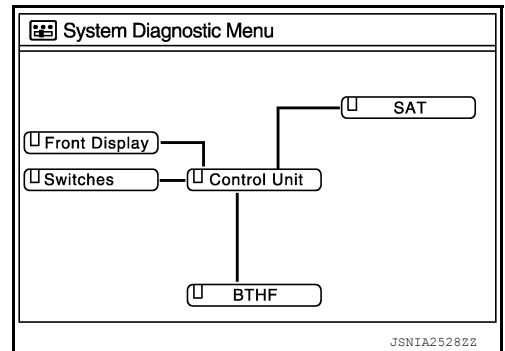 System Diagnostic Menu
SAT
Front Display
Switches
Control Unit
BTHF
JSNIA2528ZZ